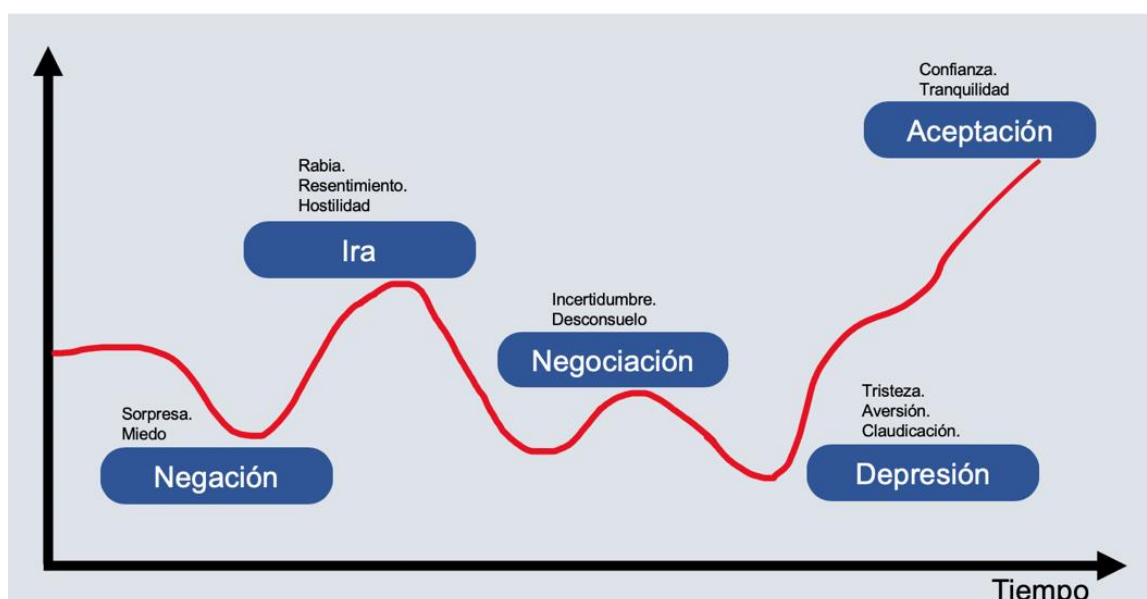 Confianza.
Tranquilidad
Aceptación
Rabia.
Resentimiento.
Hostilidad
Ira
Incertidumbre.
Desconsuelo
Negociación
Tristeza.
Aversión.
Claudicación.
Depresión
Sorpresa.
Miedo
Negación
Tiempo